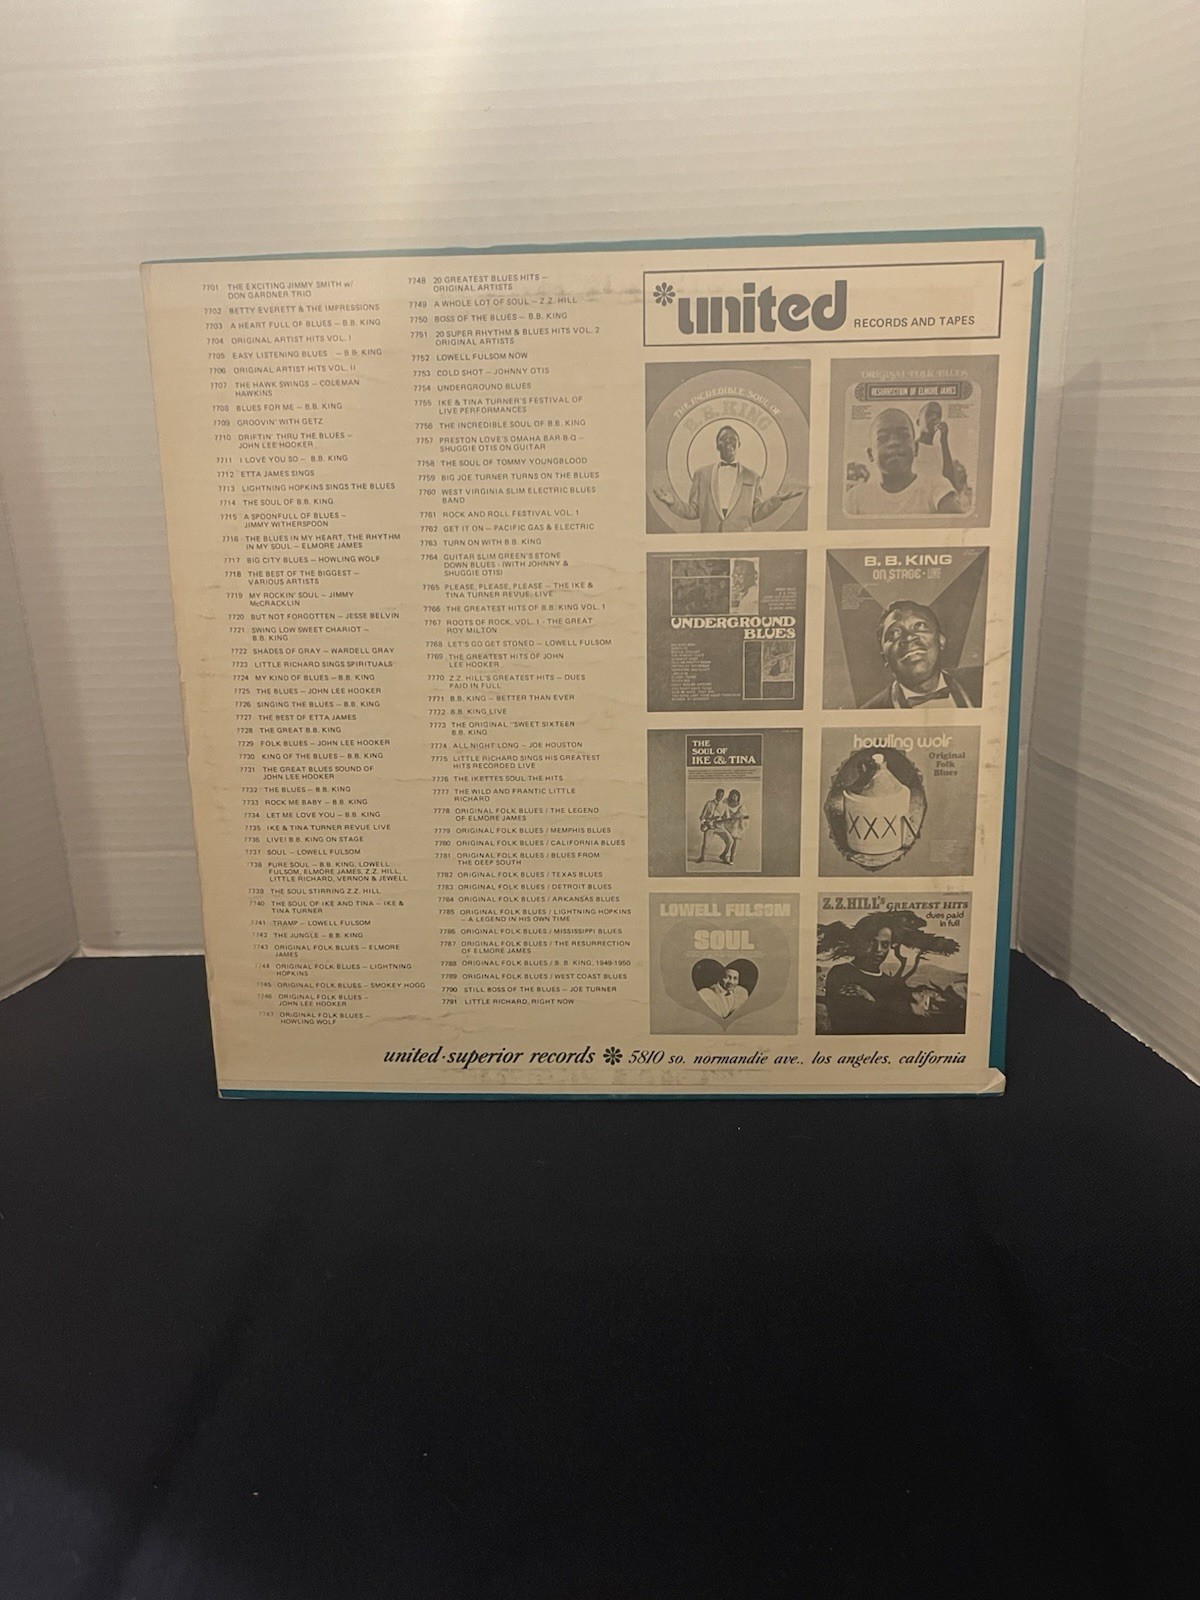 7701 THE EXCITING JIMMY SMITH w/
DON GARDNER TRIO
7702 BETTY EVERETT & THE IMPRESSIONS
7703 A HEART FULL OF BLUES – B.B. KING
7704 ORIGINAL ARTIST HITS VOL. I
7705 EASY LISTENING BLUES – B.B. KING
7706 ORIGINAL ARTIST HITS VOL. II
7707 THE HAWK SWINGS – COLEMAN
HAWKINS
7708 BLUES FOR ME – B.B. KING
7709 GROOVIN' WITH GETZ
7710 DRIFTIN' THRU THE BLUES –
JOHN LEE HOOKER
7711 I LOVE YOU SO – B.B. KING
7712 ETTA JAMES SINGS
7713 LIGHTNING HOPKINS SINGS THE BLUES
7714 THE SOUL OF B.B. KING
7715 A SPOONFULL OF BLUES –
JIMMY WITHERSPOON
7716 THE BLUES IN MY HEART, THE RHYTHM
IN MY SOUL – ELMORE JAMES
7717 BIG CITY BLUES – HOWLING WOLF
7718 THE BEST OF THE BIGGEST –
VARIOUS ARTISTS
7719 MY ROCKIN' SOUL – JIMMY
McCRACKLIN
7720 BUT NOT FORGOTTEN – JESSE BELVIN
7721 SWING LOW SWEET CHARIOT –
B.B. KING
7722 SHADES OF GRAY – WARDELL GRAY
7723 LITTLE RICHARD SINGS SPIRITUALS
7724 MY KIND OF BLUES – B.B. KING
7725 THE BLUES – JOHN LEE HOOKER
7726 SINGING THE BLUES – B.B. KING
7727 THE BEST OF ETTA JAMES
7728 THE GREAT B.B. KING
7729 FOLK BLUES – JOHN LEE HOOKER
7730 KING OF THE BLUES – B.B. KING
7731 THE GREAT BLUES SOUND OF
JOHN LEE HOOKER
7732 THE BLUES – B.B. KING
7733 ROCK ME BABY – B.B. KING
7734 LET ME LOVE YOU – B.B. KING
7735 IKE & TINA TURNER REVUE LIVE
7736 LIVE! B.B. KING ON STAGE
7737 SOUL – LOWELL FULSOM
7738 PURE SOUL – B.B. KING, LOWELL
FULSOM, ELMORE JAMES, Z.Z. HILL,
LITTLE RICHARD, VERNON & JEWELL
7739 THE SOUL STIRRING Z.Z. HILL
7740 THE SOUL OF IKE AND TINA – IKE &
TINA TURNER
7741 TRAMP – LOWELL FULSOM
7742 THE JUNGLE – B.B. KING
7743 ORIGINAL FOLK BLUES – ELMORE
JAMES
7744 ORIGINAL FOLK BLUES – LIGHTNING
HOPKINS
7745 ORIGINAL FOLK BLUES – SMOKEY HOGG
7746 ORIGINAL FOLK BLUES –
JOHN LEE HOOKER
7747 ORIGINAL FOLK BLUES –
HOWLING WOLF
7748 20 GREATEST BLUES HITS –
ORIGINAL ARTISTS
7749 A WHOLE LOT OF SOUL – Z.Z. HILL
7750 BOSS OF THE BLUES – B.B. KING
7751 20 SUPER RHYTHM & BLUES HITS VOL. 2
ORIGINAL ARTISTS
7752 LOWELL FULSOM NOW
7753 COLD SHOT – JOHNNY OTIS
7754 UNDERGROUND BLUES
7755 IKE & TINA TURNER'S FESTIVAL OF
LIVE PERFORMANCES
7756 THE INCREDIBLE SOUL OF B.B. KING
7757 PRESTON LOVE'S OMAHA BAR-B-Q –
SHUGGIE OTIS ON GUITAR
7758 THE SOUL OF TOMMY YOUNGBLOOD
7759 BIG JOE TURNER TURNS ON THE BLUES
7760 WEST VIRGINIA SLIM ELECTRIC BLUES
BAND
7761 ROCK AND ROLL FESTIVAL VOL. 1
7762 GET IT ON – PACIFIC GAS & ELECTRIC
7763 TURN ON WITH B.B. KING
7764 GUITAR SLIM GREEN'S STONE
DOWN BLUES - (WITH JOHNNY &
SHUGGIE OTIS)
7765 PLEASE, PLEASE, PLEASE – THE IKE &
TINA TURNER REVUE, LIVE
7766 THE GREATEST HITS OF B.B. KING VOL. 1
7767 ROOTS OF ROCK, VOL. 1 - THE GREAT
ROY MILTON
7768 LET'S GO GET STONED – LOWELL FULSOM
7769 THE GREATEST HITS OF JOHN
LEE HOOKER
7770 Z.Z. HILL'S GREATEST HITS – DUES
PAID IN FULL
7771 B.B. KING – BETTER THAN EVER
7772 B.B. KING LIVE
7773 THE ORIGINAL "SWEET SIXTEEN
B.B. KING
7774 ALL NIGHT LONG – JOE HOUSTON
7775 LITTLE RICHARD SINGS HIS GREATEST
HITS RECORDED LIVE
7776 THE IKETTES SOUL THE HITS
7777 THE WILD AND FRANTIC LITTLE
RICHARD
7778 ORIGINAL FOLK BLUES / THE LEGEND
OF ELMORE JAMES
7779 ORIGINAL FOLK BLUES / MEMPHIS BLUES
7780 ORIGINAL FOLK BLUES / CALIFORNIA BLUES
7781 ORIGINAL FOLK BLUES / BLUES FROM
THE DEEP SOUTH
7782 ORIGINAL FOLK BLUES / TEXAS BLUES
7783 ORIGINAL FOLK BLUES / DETROIT BLUES
7784 ORIGINAL FOLK BLUES / ARKANSAS BLUES
7785 ORIGINAL FOLK BLUES / LIGHTNING HOPKINS
– A LEGEND IN HIS OWN TIME
7786 ORIGINAL FOLK BLUES / MISSISSIPPI BLUES
7787 ORIGINAL FOLK BLUES / THE RESURRECTION
OF ELMORE JAMES
7788 ORIGINAL FOLK BLUES / B. B. KING, 1949-1950
7789 ORIGINAL FOLK BLUES / WEST COAST BLUES
7790 STILL BOSS OF THE BLUES – JOE TURNER
7791 LITTLE RICHARD, RIGHT NOW
*united RECORDS AND TAPES
THE INCREDIBLE SOUL OF
B.B. KING
ORIGINAL FOLK BLUES
RESURRECTION OF ELMORE JAMES
UNDERGROUND
BLUES
B. B. KING
ON STAGE - LIVE
THE
SOUL OF
IKE & TINA
howling wolf
Original
Folk
Blues
XXX
LOWELL FULSOM
SOUL
Z.Z. HILL'S GREATEST HITS
dues paid
in full
united-superior records * 5810 so. normandie ave., los angeles, california